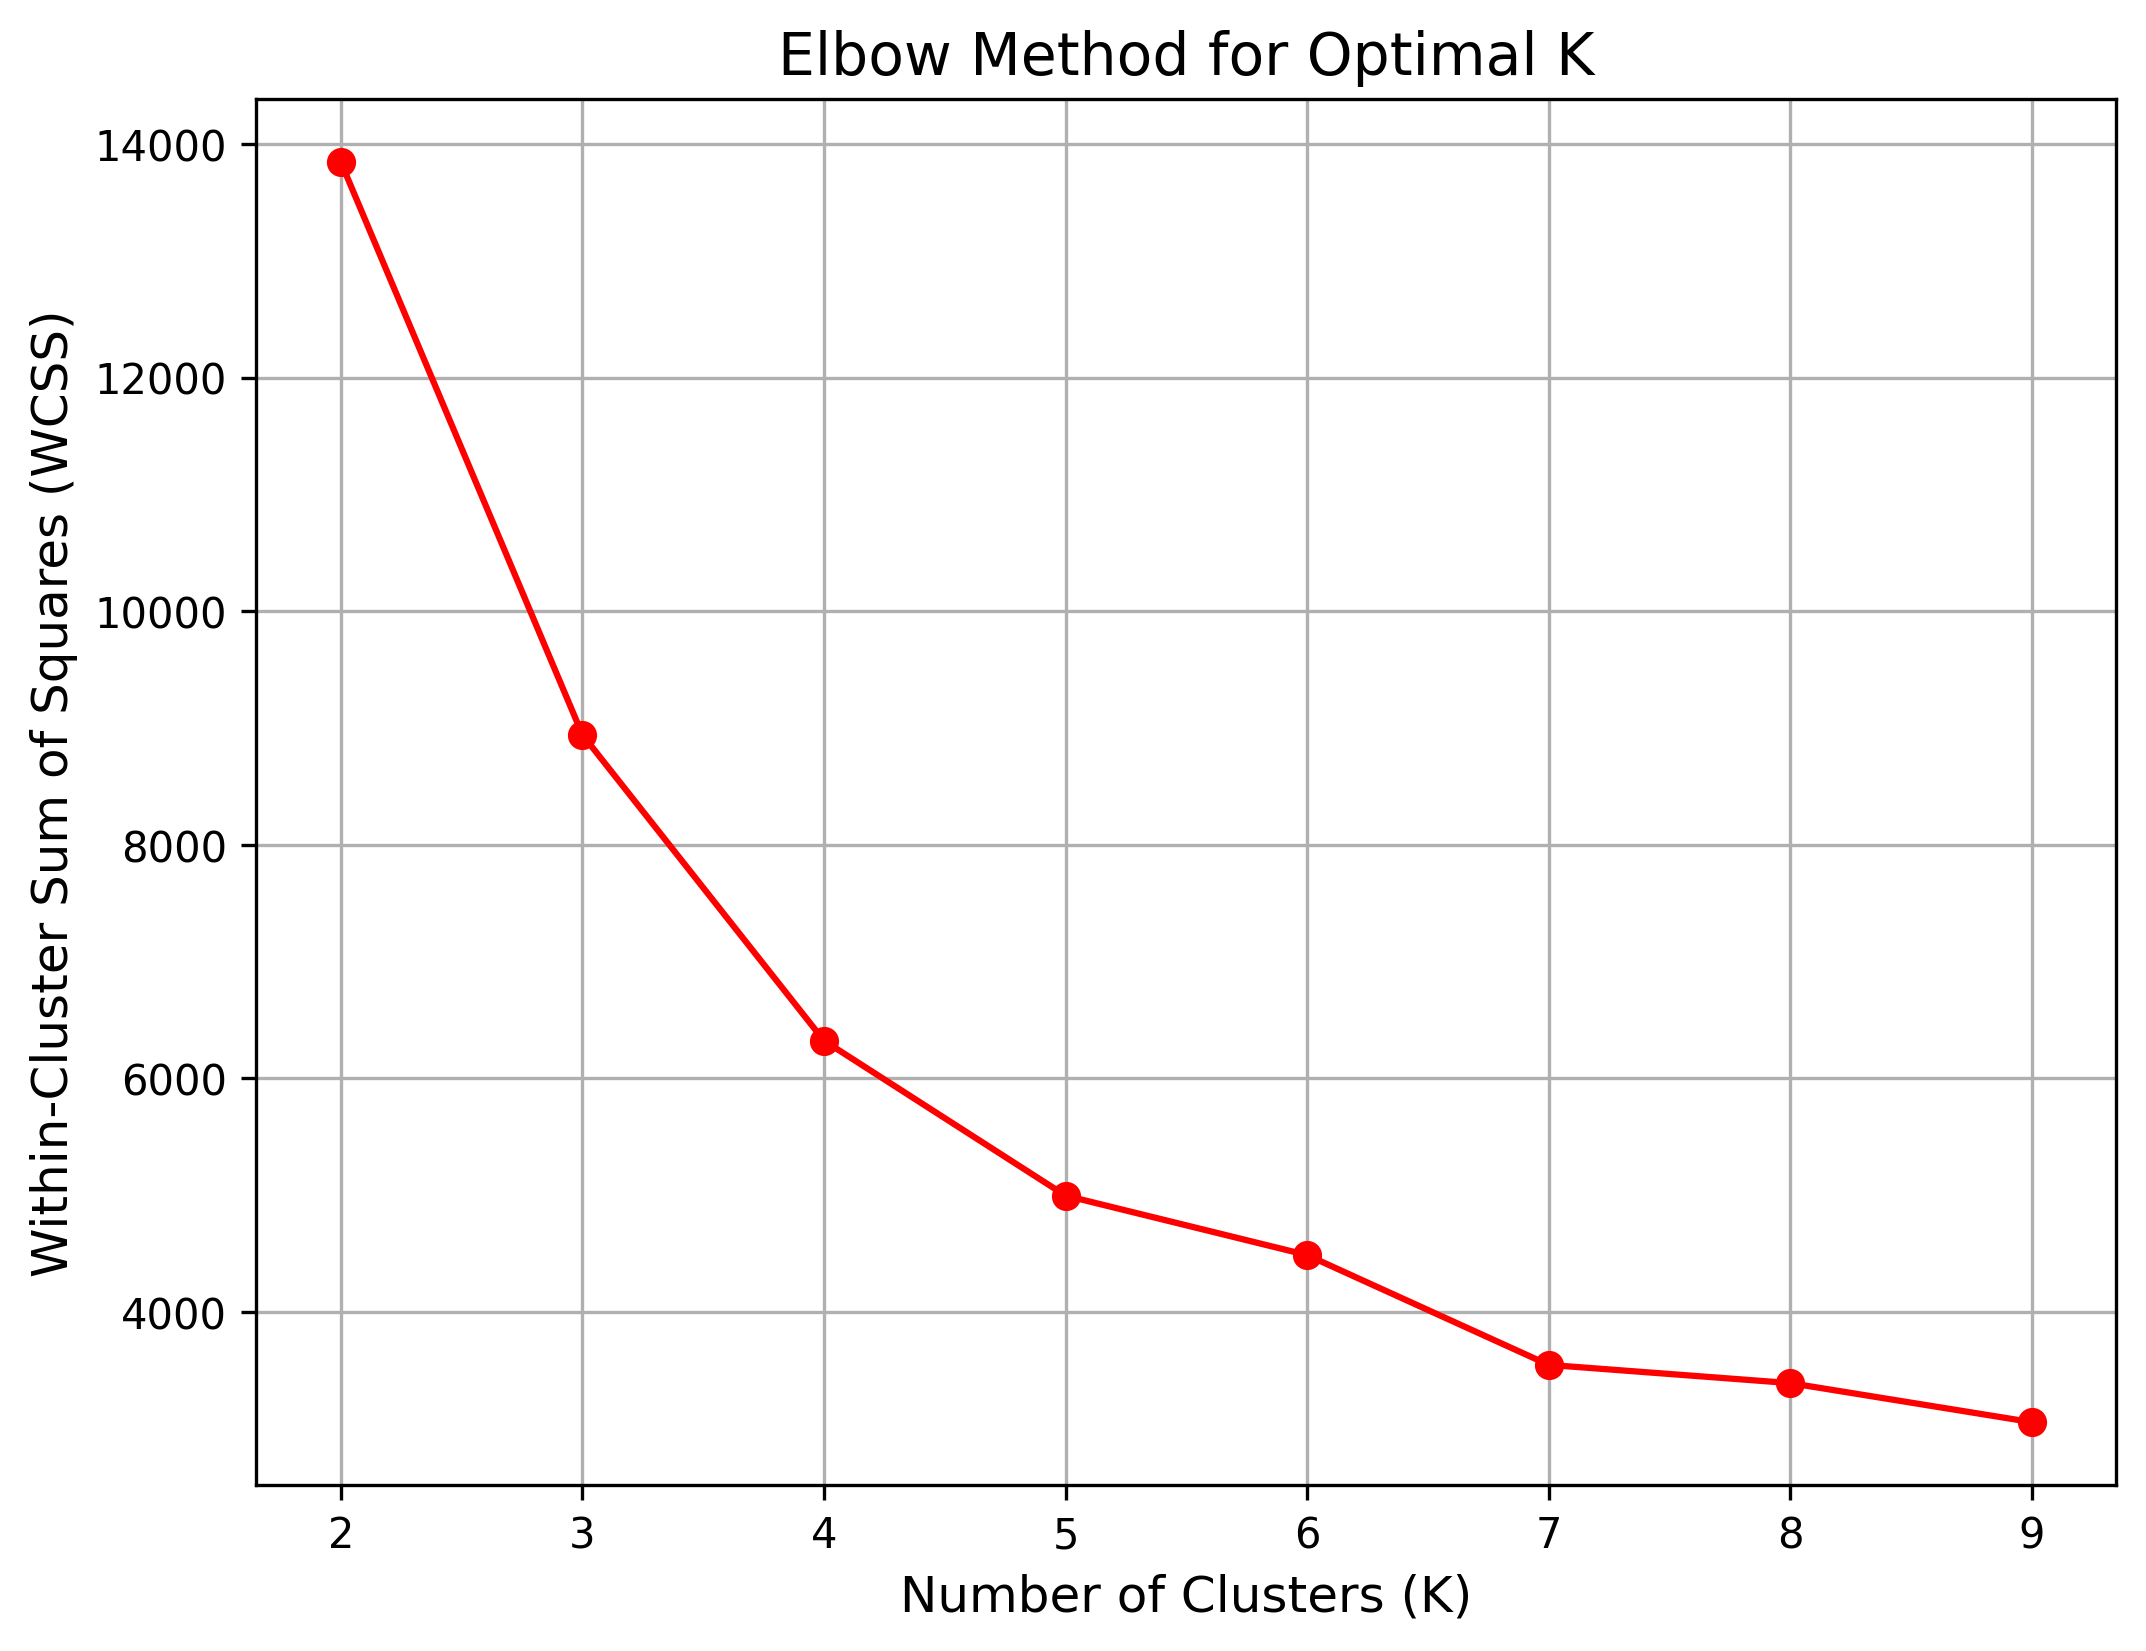 Elbow Method for Optimal K
Within-Cluster Sum of Squares (WCSS)
14000
12000
10000
8000
6000
4000
2 3 4 5 6 7 8 9
Number of Clusters (K)